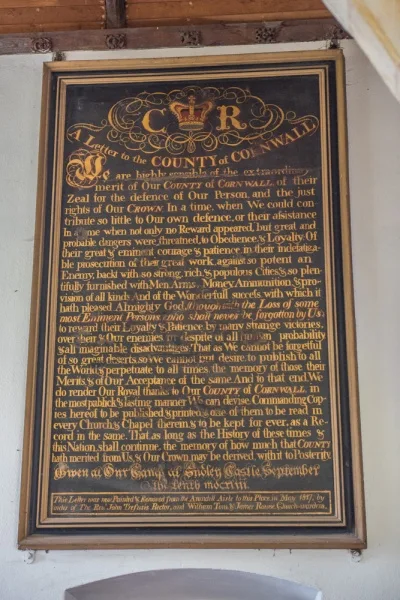 C R
A Letter to the COUNTY of CORNWALL
We are highly sensible of the extraordinary
merit of Our COUNTY of CORNWALL of their
Zeal for the defence of Our Person, and the just
rights of Our CROWN In a time, when We could con
tribute so little to Our own defence, or their assistance
In a time when not only no Reward appeared, but great and
probable dangers were threatned, to Obedience, & Loyalty Of
their great & eminent courage & patience in their indefatiga
ble prosecution of their great work, against so potent an
Enemy, backt with so strong, rich, & populous Cities, & so plen
tifully furnished with Men Arms, Money, Ammunition, & pro
vision of all kinds And of the Wonderfull success with which it
hath pleased Almighty God, though with the Loss of some
most Eminent Persons who shall never be forgotten by Us,
to reward their Loyalty & Patience by many strange victories,
over their & Our enemies, in despite of all human probability
& all imaginable disadvantages That as We cannot be forgetful
of so great deserts, so We cannot but desire, to publish to all
the World, & perpetuate to all times the memory of those their
Merits, & of Our Acceptance of the same And to that end We
do render Our Royal thanks to Our COUNTY of CORNWALL in
the most publick & lasting manner We can devise, Commanding Cop
ies hereof to be published & printed & one of them to be read in
every Church & Chapel therein, & to be kept for ever, as a Re
cord in the same, That as long as the History of these times &
this Nation, shall continue, the memory of how much that COUNTY
hath merited from Us, & Our Crown, may be derived with it to Posterity.
Given at Our Camp at Sudley Castle September
The tenth
This Letter was new Painted & Removed from the Arundell Aisle to this Place in May
order of The Rev. John Trefusis Rector, and William Tom & James Rowse Church-wardens.